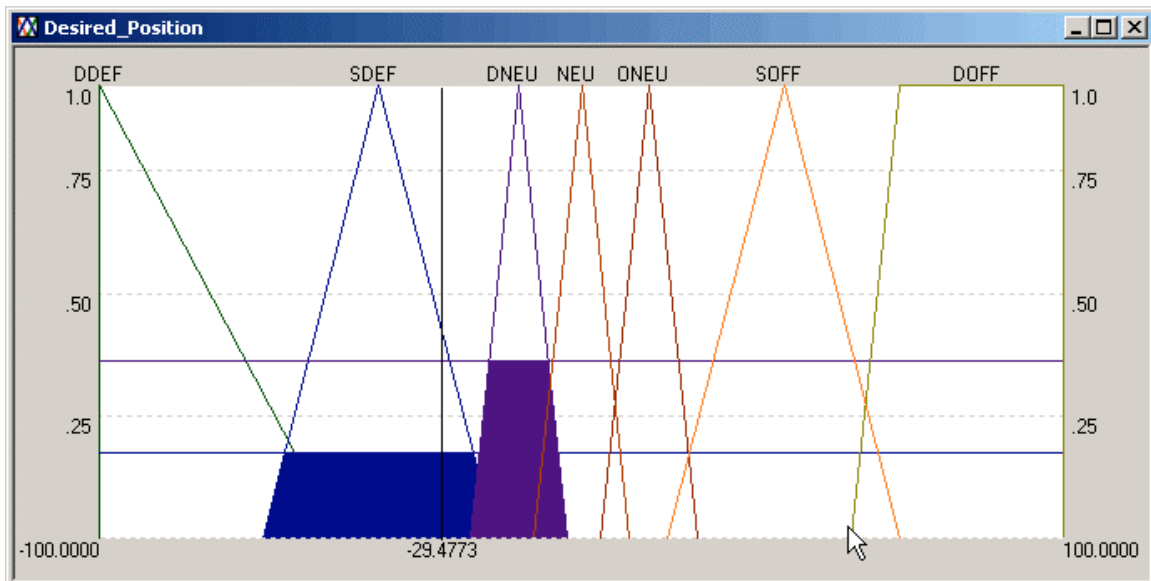 Desired_Position
DDEF SDEF DNEU NEU ONEU SOFF DOFF
1.0 1.0
.75 .75
.50 .50
.25 .25
-100.0000 -29.4773 100.0000